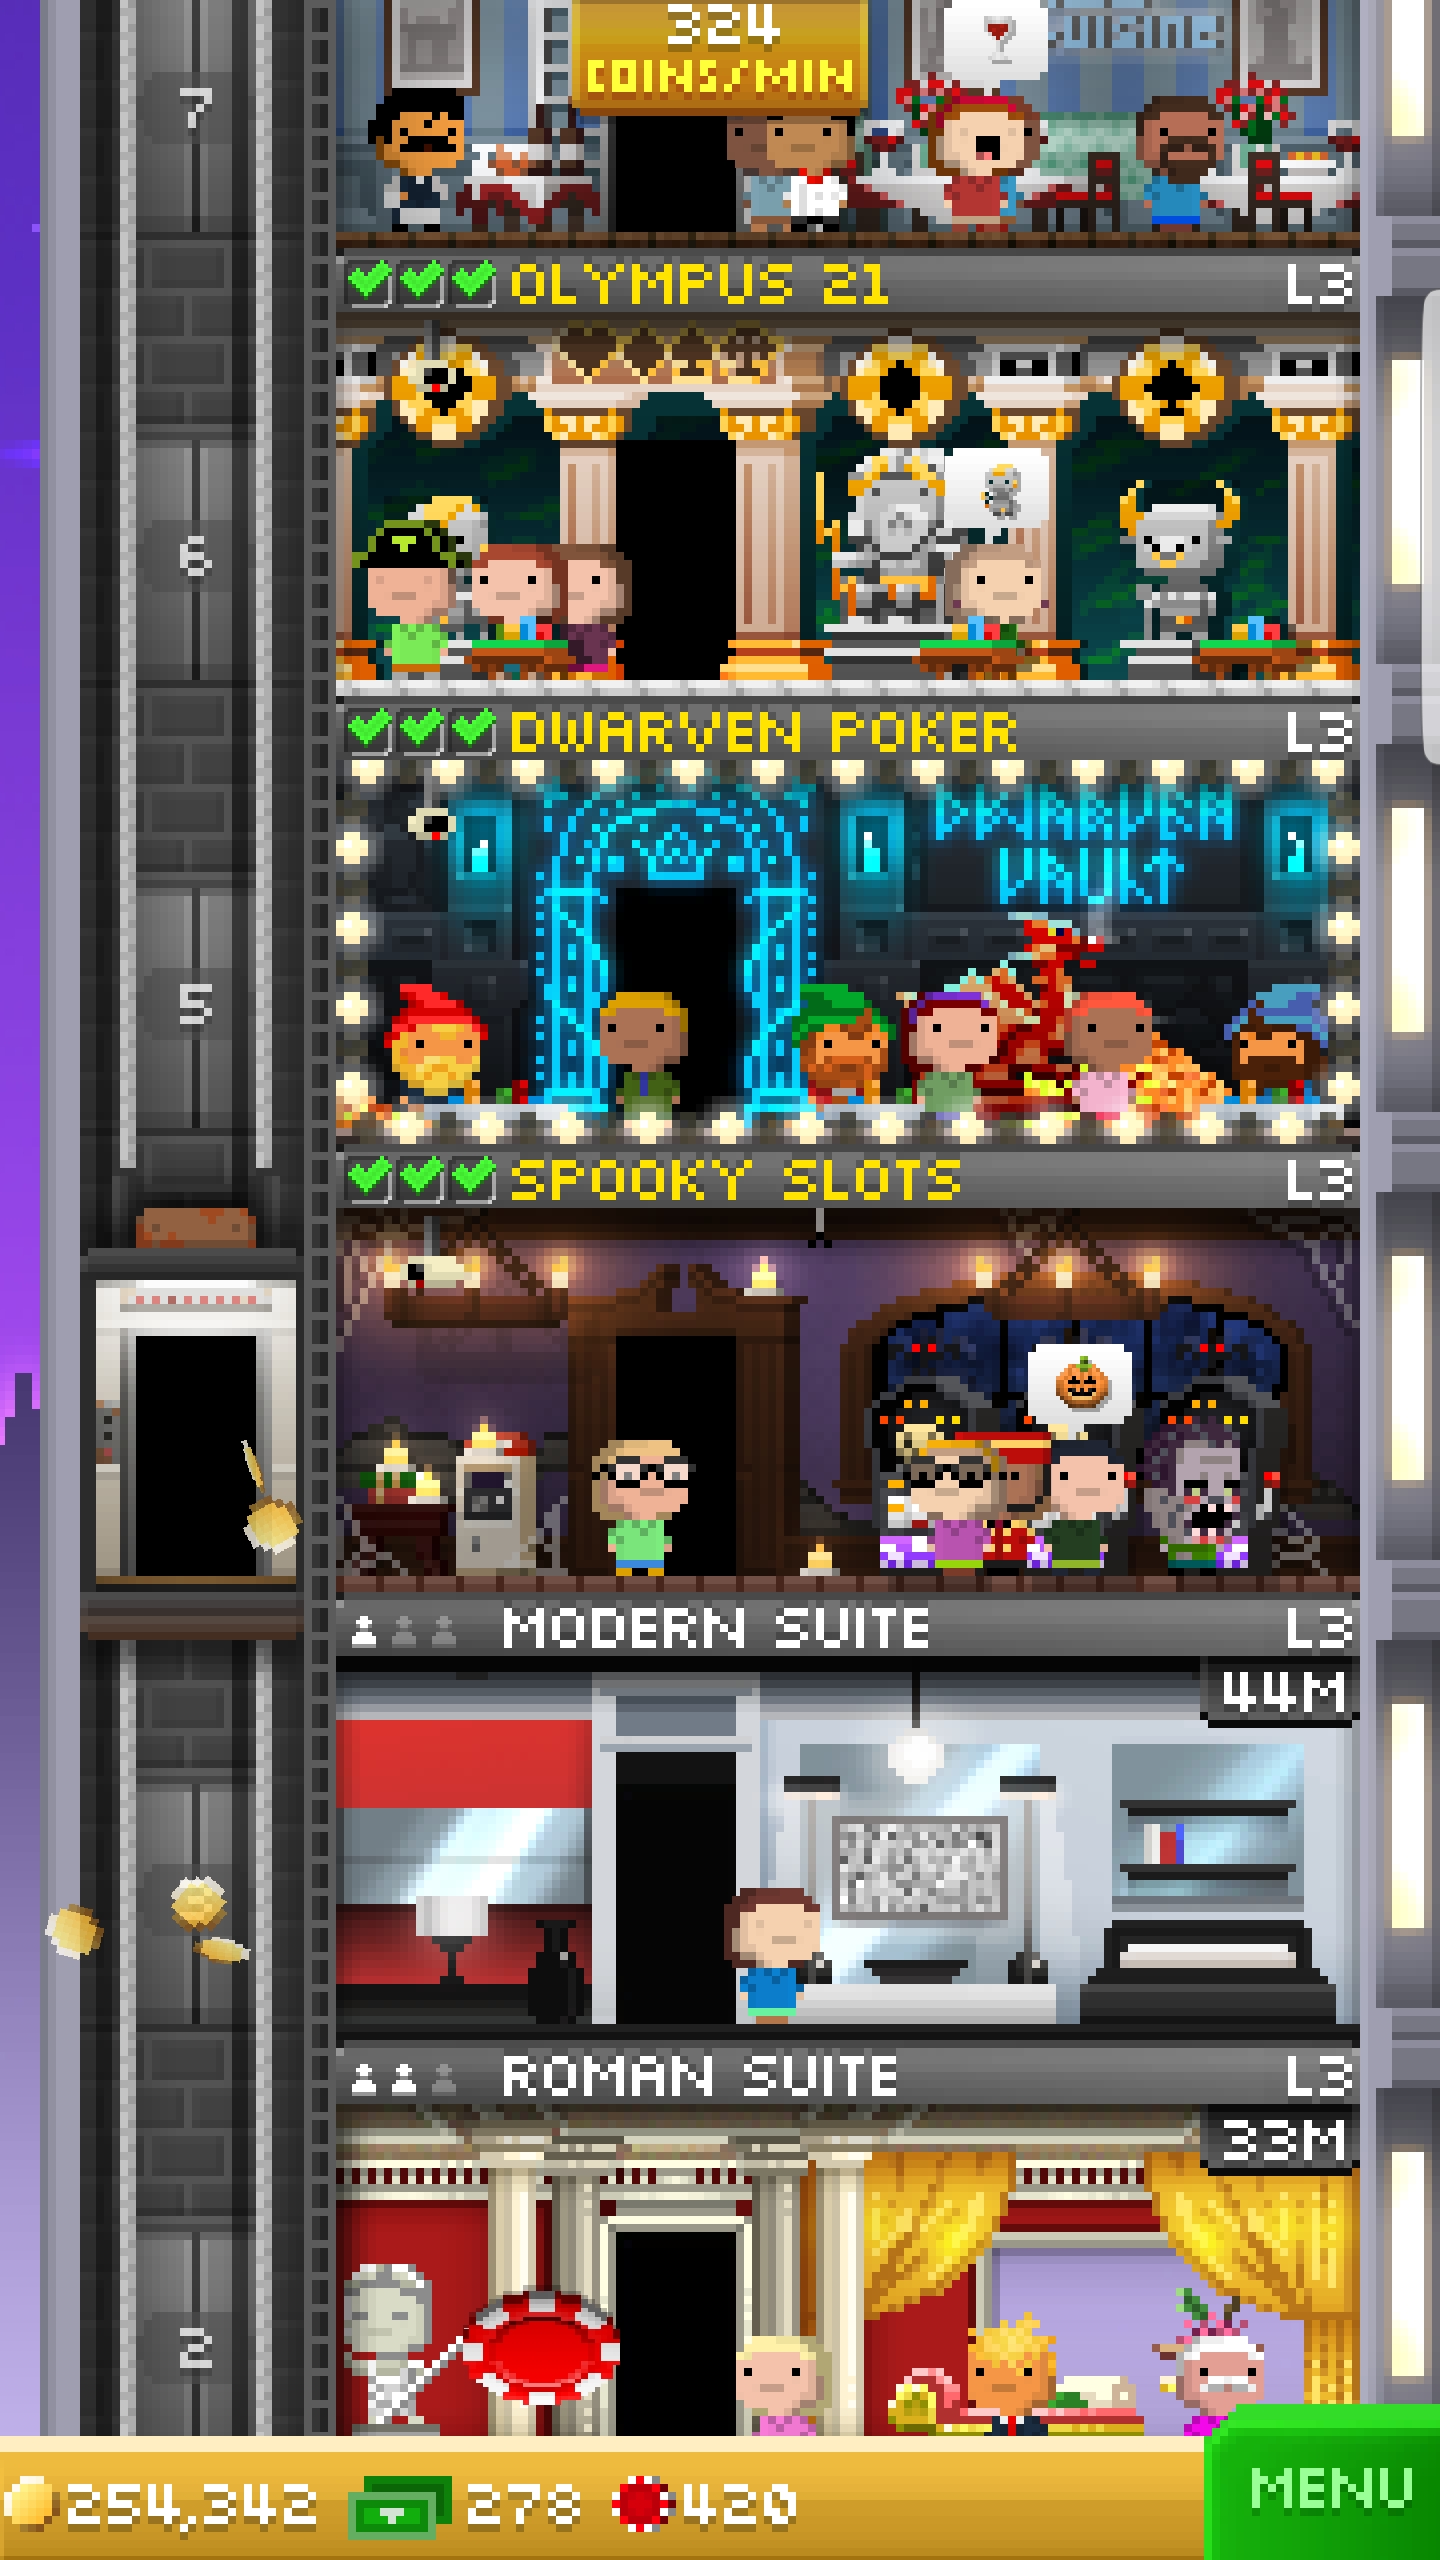 324
COINS/MIN
CUISINE
7
OLYMPUS 21 L3
6
DWARVEN POKER L3
DWARVEN
VAULT
5
SPOOKY SLOTS L3
MODERN SUITE L3
44M
ROMAN SUITE L3
33M
2
254,342 278 420
MENU